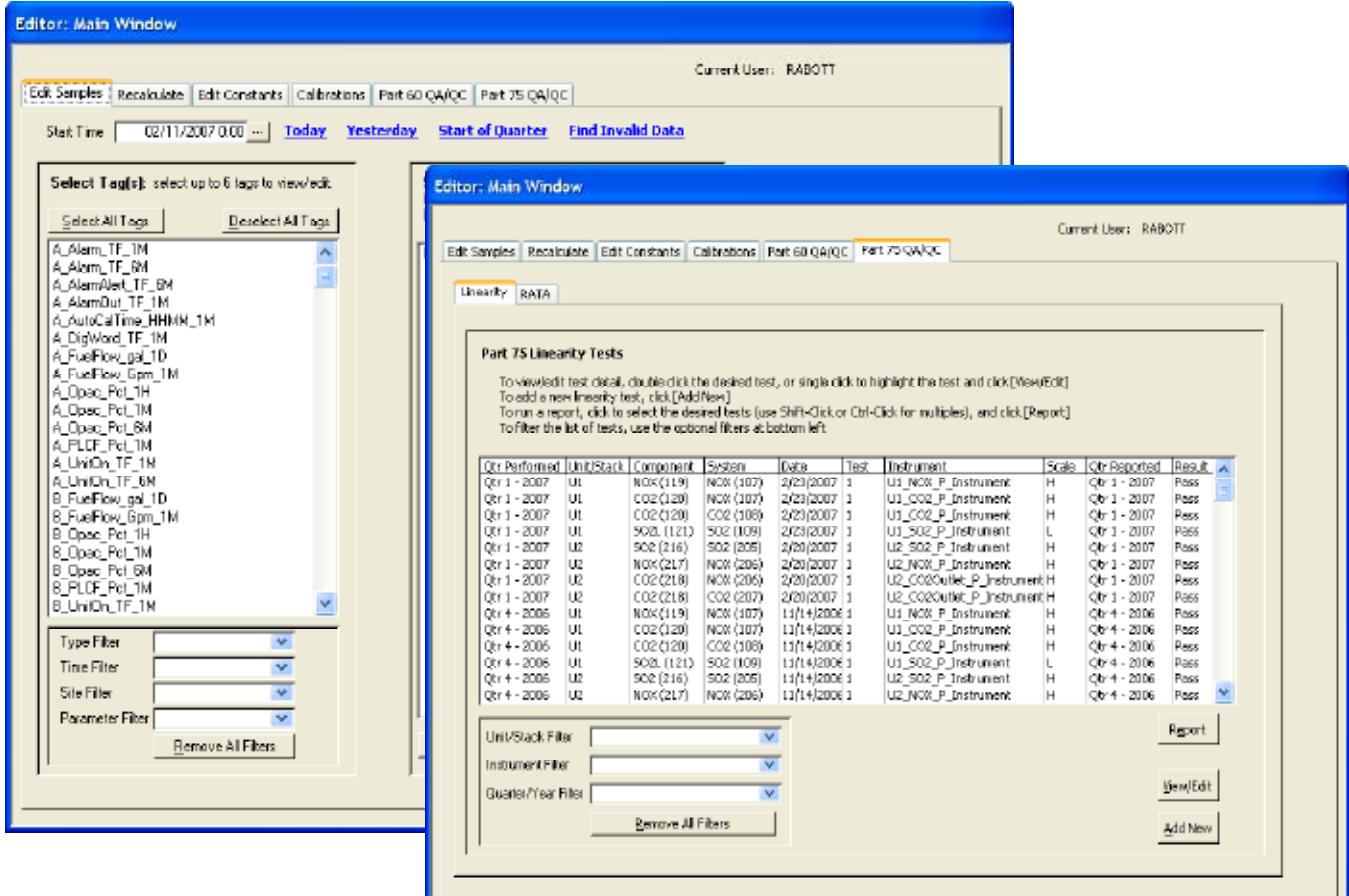 Editor: Main Window
Current User: RABOTT
Edit Samples Recalculate Edit Constants Calibrations Part 60 QA/QC Part 75 QA/QC
Start Time 02/11/2007 0:00 ... Today Yesterday Start of Quarter Find Invalid Data
Select Tag(s): select up to 6 tags to view/edit
Select All Tags Deselect All Tags
A_Alarm_TF_1M
A_Alarm_TF_6M
A_AlarmAlert_TF_6M
A_AlarmOut_TF_1M
A_AutoCalTime_HHMM_1M
A_DigWord_TF_1M
A_FuelFlow_gal_1D
A_FuelFlow_Gpm_1M
A_Opac_Pct_1H
A_Opac_Pct_1M
A_Opac_Pct_6M
A_PLCF_Pct_1M
A_UnitOn_TF_1M
A_UnitOn_TF_6M
B_FuelFlow_gal_1D
B_FuelFlow_Gpm_1M
B_Opac_Pct_1H
B_Opac_Pct_1M
B_Opac_Pct_6M
B_PLCF_Pct_1M
B_UnitOn_TF_1M
Type Filter
Time Filter
Site Filter
Parameter Filter
Remove All Filters
Editor: Main Window
Current User: RABOTT
Edit Samples Recalculate Edit Constants Calibrations Part 60 QA/QC Part 75 QA/QC
Linearity RATA
Part 75 Linearity Tests
To view/edit test detail, double click the desired test, or single click to highlight the test and click [View/Edit]
To add a new linearity test, click [Add New]
To run a report, click to select the desired tests (use Shift-Click or Ctrl-Click for multiples), and click [Report]
To filter the list of tests, use the optional filters at bottom left
Qtr Performed Unit/Stack Component System Date Test Instrument Scale Qtr Reported Result
Qtr 1 - 2007 U1 NOX (119) NOX (107) 2/23/2007 1 U1_NOX_P_Instrument H Qtr 1 - 2007 Pass
Qtr 1 - 2007 U1 CO2 (120) NOX (107) 2/23/2007 1 U1_CO2_P_Instrument H Qtr 1 - 2007 Pass
Qtr 1 - 2007 U1 CO2 (120) CO2 (108) 2/23/2007 1 U1_CO2_P_Instrument H Qtr 1 - 2007 Pass
Qtr 1 - 2007 U1 SO2L (121) SO2 (109) 2/23/2007 1 U1_SO2_P_Instrument L Qtr 1 - 2007 Pass
Qtr 1 - 2007 U2 SO2 (216) SO2 (205) 2/20/2007 1 U2_SO2_P_Instrument H Qtr 1 - 2007 Pass
Qtr 1 - 2007 U2 NOX (217) NOX (206) 2/20/2007 1 U2_NOX_P_Instrument H Qtr 1 - 2007 Pass
Qtr 1 - 2007 U2 CO2 (218) NOX (206) 2/20/2007 1 U2_CO2Outlet_P_Instrument H Qtr 1 - 2007 Pass
Qtr 1 - 2007 U2 CO2 (218) CO2 (207) 2/20/2007 1 U2_CO2Outlet_P_Instrument H Qtr 1 - 2007 Pass
Qtr 4 - 2006 U1 NOX (119) NOX (107) 11/14/2006 1 U1_NOX_P_Instrument H Qtr 4 - 2006 Pass
Qtr 4 - 2006 U1 CO2 (120) NOX (107) 11/14/2006 1 U1_CO2_P_Instrument H Qtr 4 - 2006 Pass
Qtr 4 - 2006 U1 CO2 (120) CO2 (108) 11/14/2006 1 U1_CO2_P_Instrument H Qtr 4 - 2006 Pass
Qtr 4 - 2006 U1 SO2L (121) SO2 (109) 11/14/2006 1 U1_SO2_P_Instrument L Qtr 4 - 2006 Pass
Qtr 4 - 2006 U2 SO2 (216) SO2 (205) 11/14/2006 1 U2_SO2_P_Instrument H Qtr 4 - 2006 Pass
Qtr 4 - 2006 U2 NOX (217) NOX (206) 11/14/2006 1 U2_NOX_P_Instrument H Qtr 4 - 2006 Pass
Unit/Stack Filter
Instrument Filter
Quarter/Year Filter
Remove All Filters
Report
View/Edit
Add New